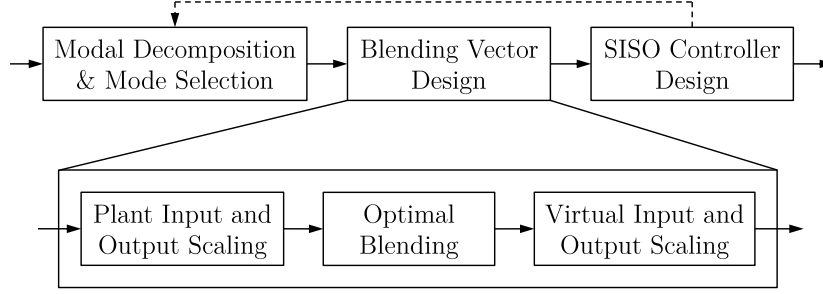 Modal Decomposition
& Mode Selection
Blending Vector
Design
SISO Controller
Design
Plant Input and
Output Scaling
Optimal
Blending
Virtual Input and
Output Scaling